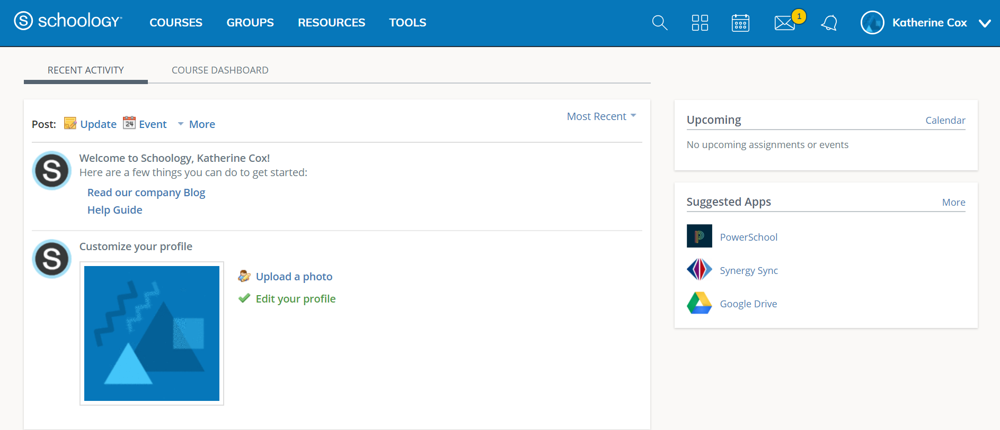 schoology COURSES GROUPS RESOURCES TOOLS 1 Katherine Cox
RECENT ACTIVITY COURSE DASHBOARD
Post: Update 24 Event More
Most Recent
Welcome to Schoology, Katherine Cox!
Here are a few things you can do to get started:
Read our company Blog
Help Guide
Customize your profile
Upload a photo
Edit your profile
Upcoming Calendar
No upcoming assignments or events
Suggested Apps More
PowerSchool
Synergy Sync
Google Drive